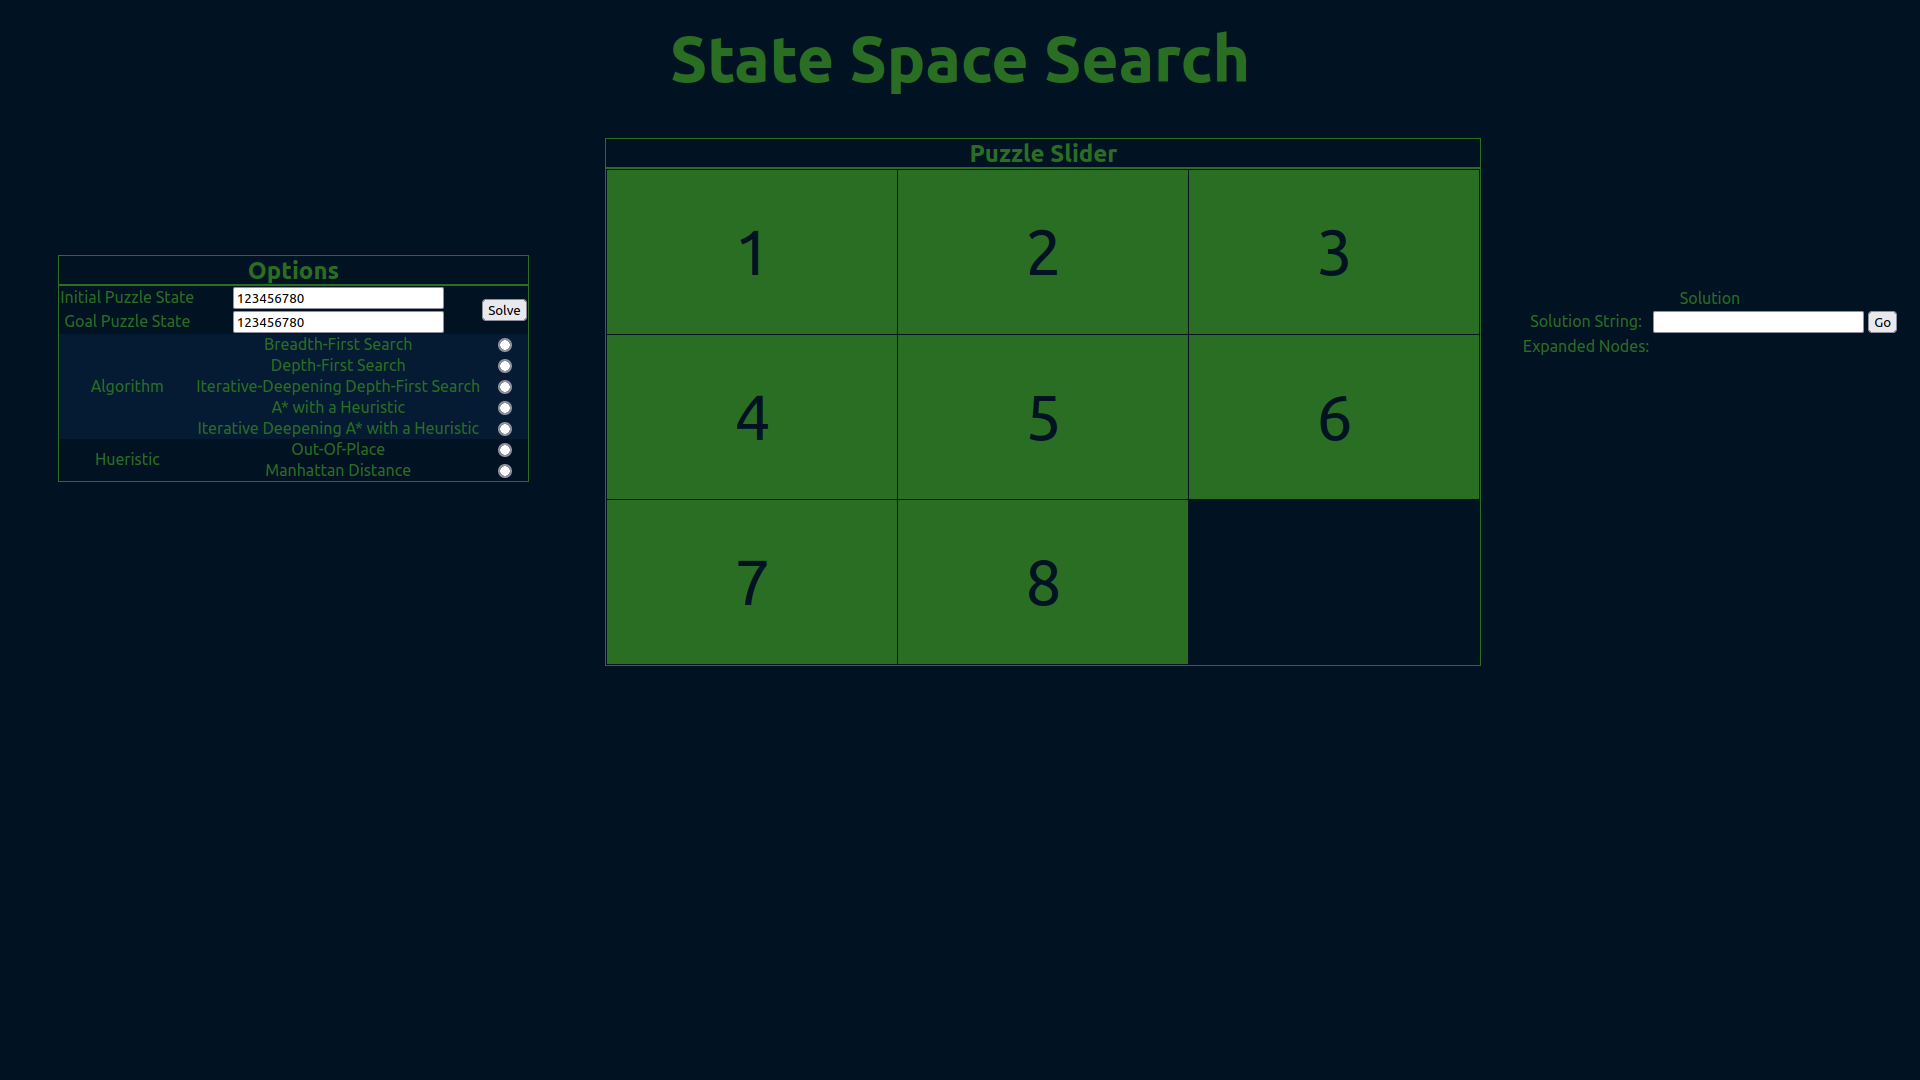 State Space Search
Options
Initial Puzzle State 123456780
Solve
Goal Puzzle State 123456780
Algorithm
Breadth-First Search
Depth-First Search
Iterative-Deepening Depth-First Search
A* with a Heuristic
Iterative Deepening A* with a Heuristic
Hueristic
Out-Of-Place
Manhattan Distance
Puzzle Slider
1 2 3
4 5 6
7 8
Solution
Solution String: Go
Expanded Nodes: